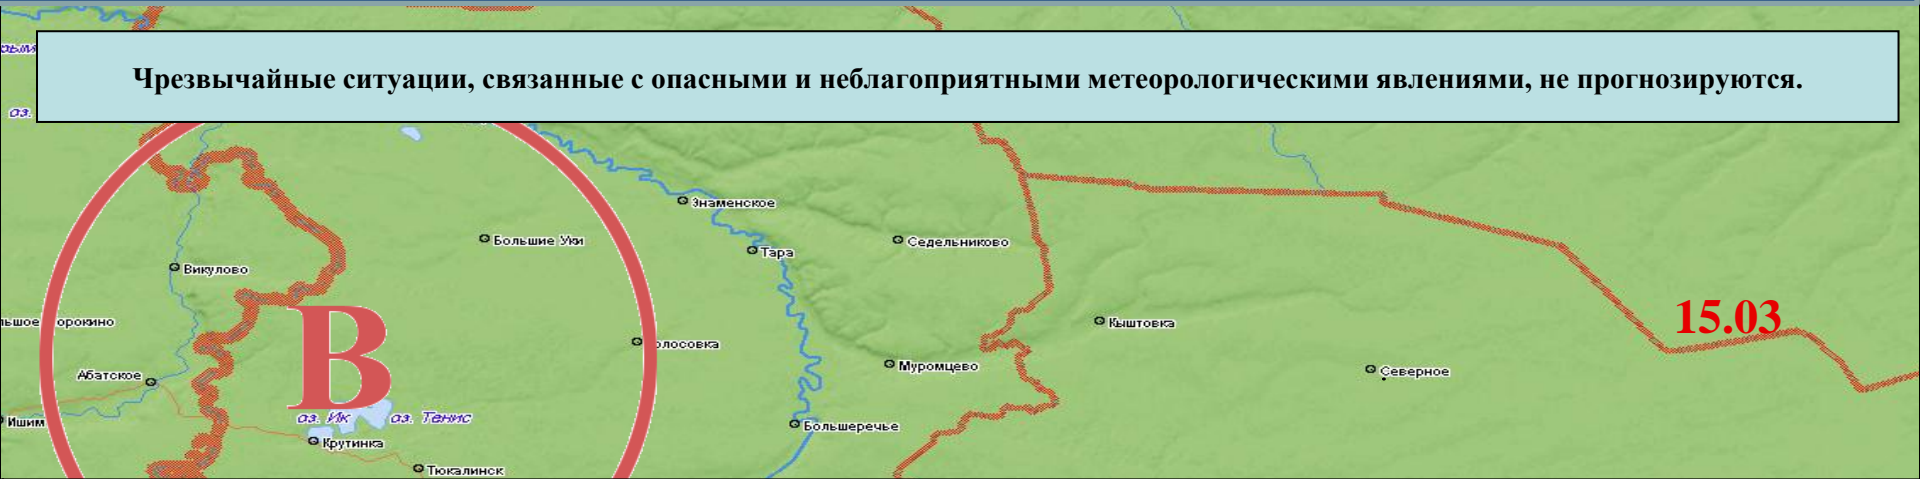 Чрезвычайные ситуации, связанные с опасными и неблагоприятными метеорологическими явлениями, не прогнозируются.
оз.
Знаменское
Большие Уки
Седельниково
Тара
Викулово
15.03
Кыштовка
В
Муромцево
Северное
Абатское
оз. Ик
оз. Тенис
Ишим
Большеречье
Крутинка
Тюкалинск